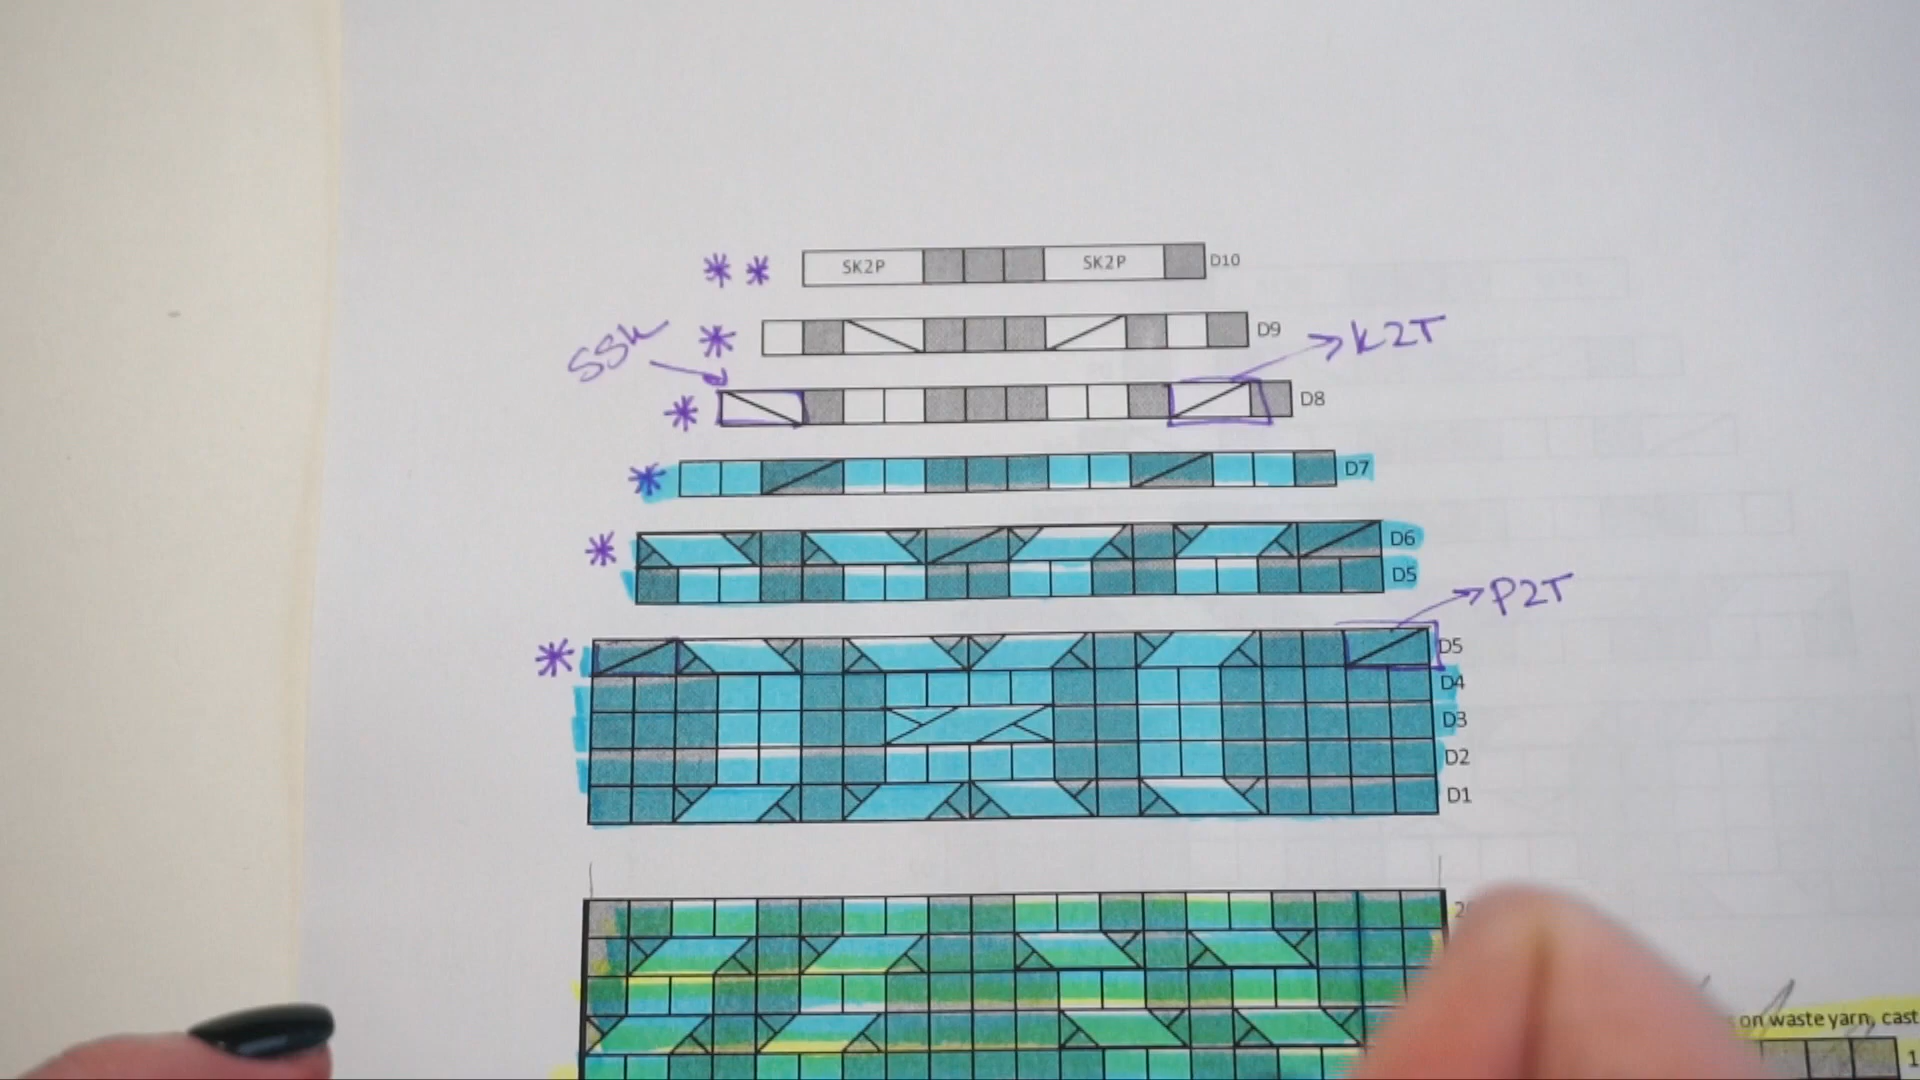 * * SK2P SK2P D10
* D9
SSK K2T
* D8
* D7
* D6
D5
P2T
* D5
D4
D3
D2
D1
on waste yarn, cast
1